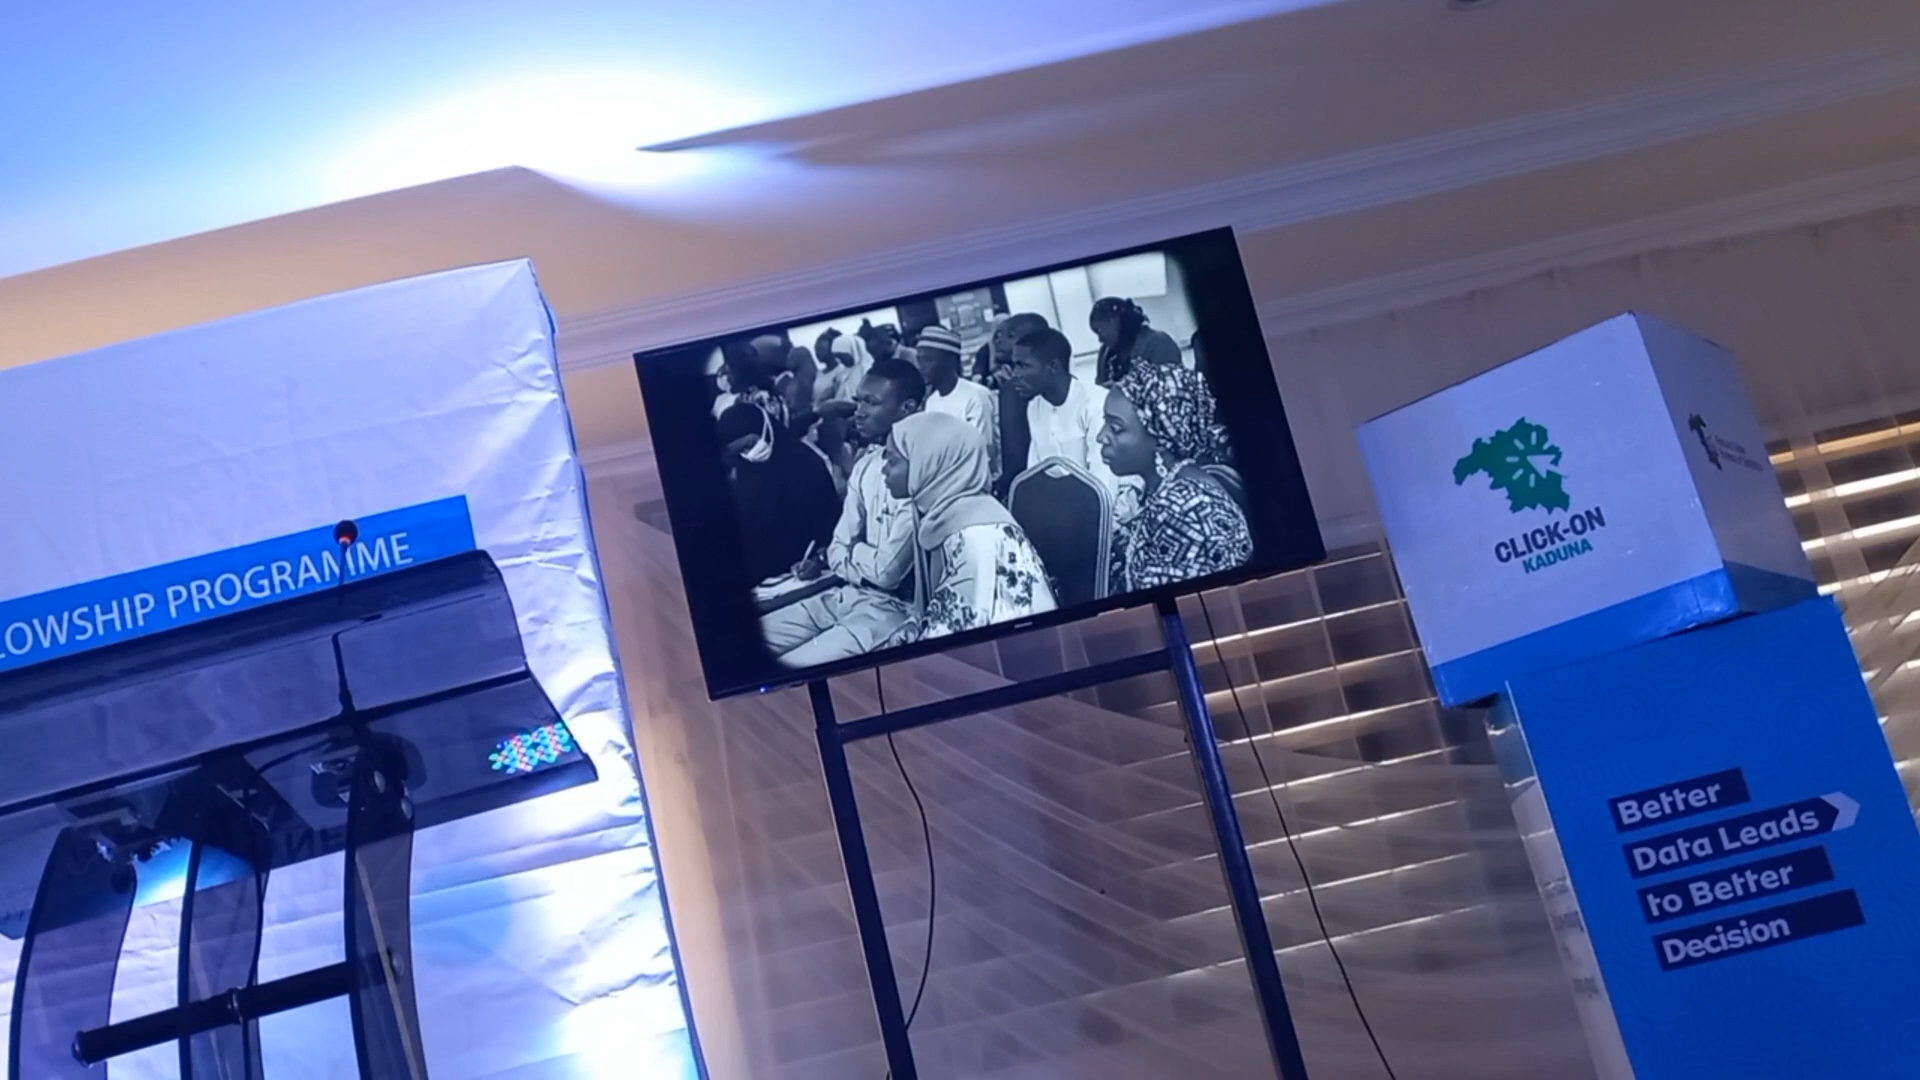 LOWSHIP PROGRAMME
CLICK-ON
KADUNA
Better
Data Leads
to Better
Decision